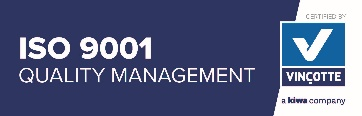 ISO 9001
QUALITY MANAGEMENT
CERTIFIED BY
VINÇOTTE
a kiwa company